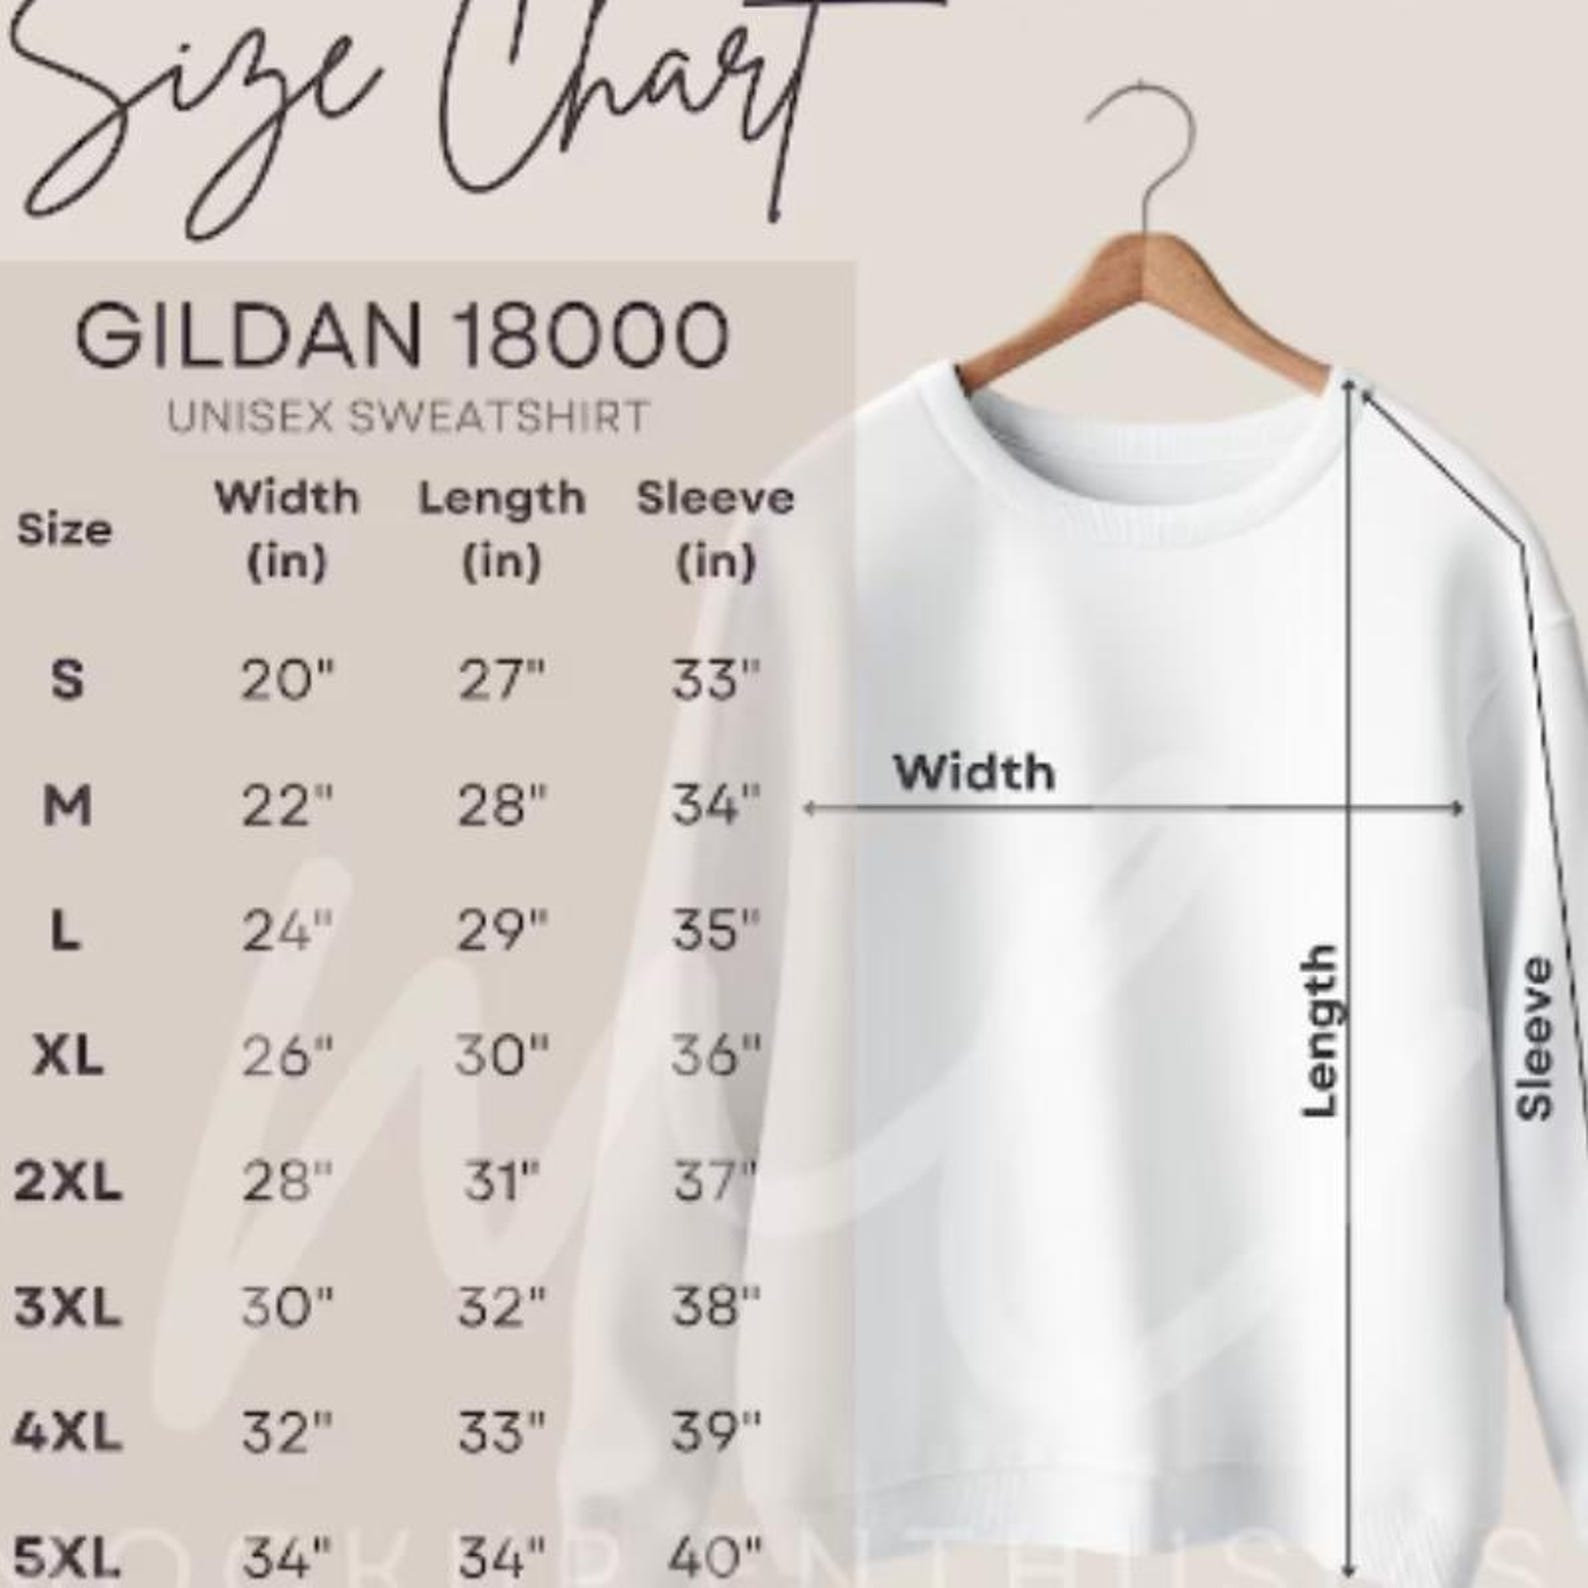 Size Chart
GILDAN 18000
UNISEX SWEATSHIRT
Size Width (in) Length (in) Sleeve (in)
S 20" 27" 33"
M 22" 28" 34"
L 24" 29" 35"
XL 26" 30" 36"
2XL 28" 31" 37"
3XL 30" 32" 38"
4XL 32" 33" 39"
5XL 34" 34" 40"
Width
Length
Sleeve